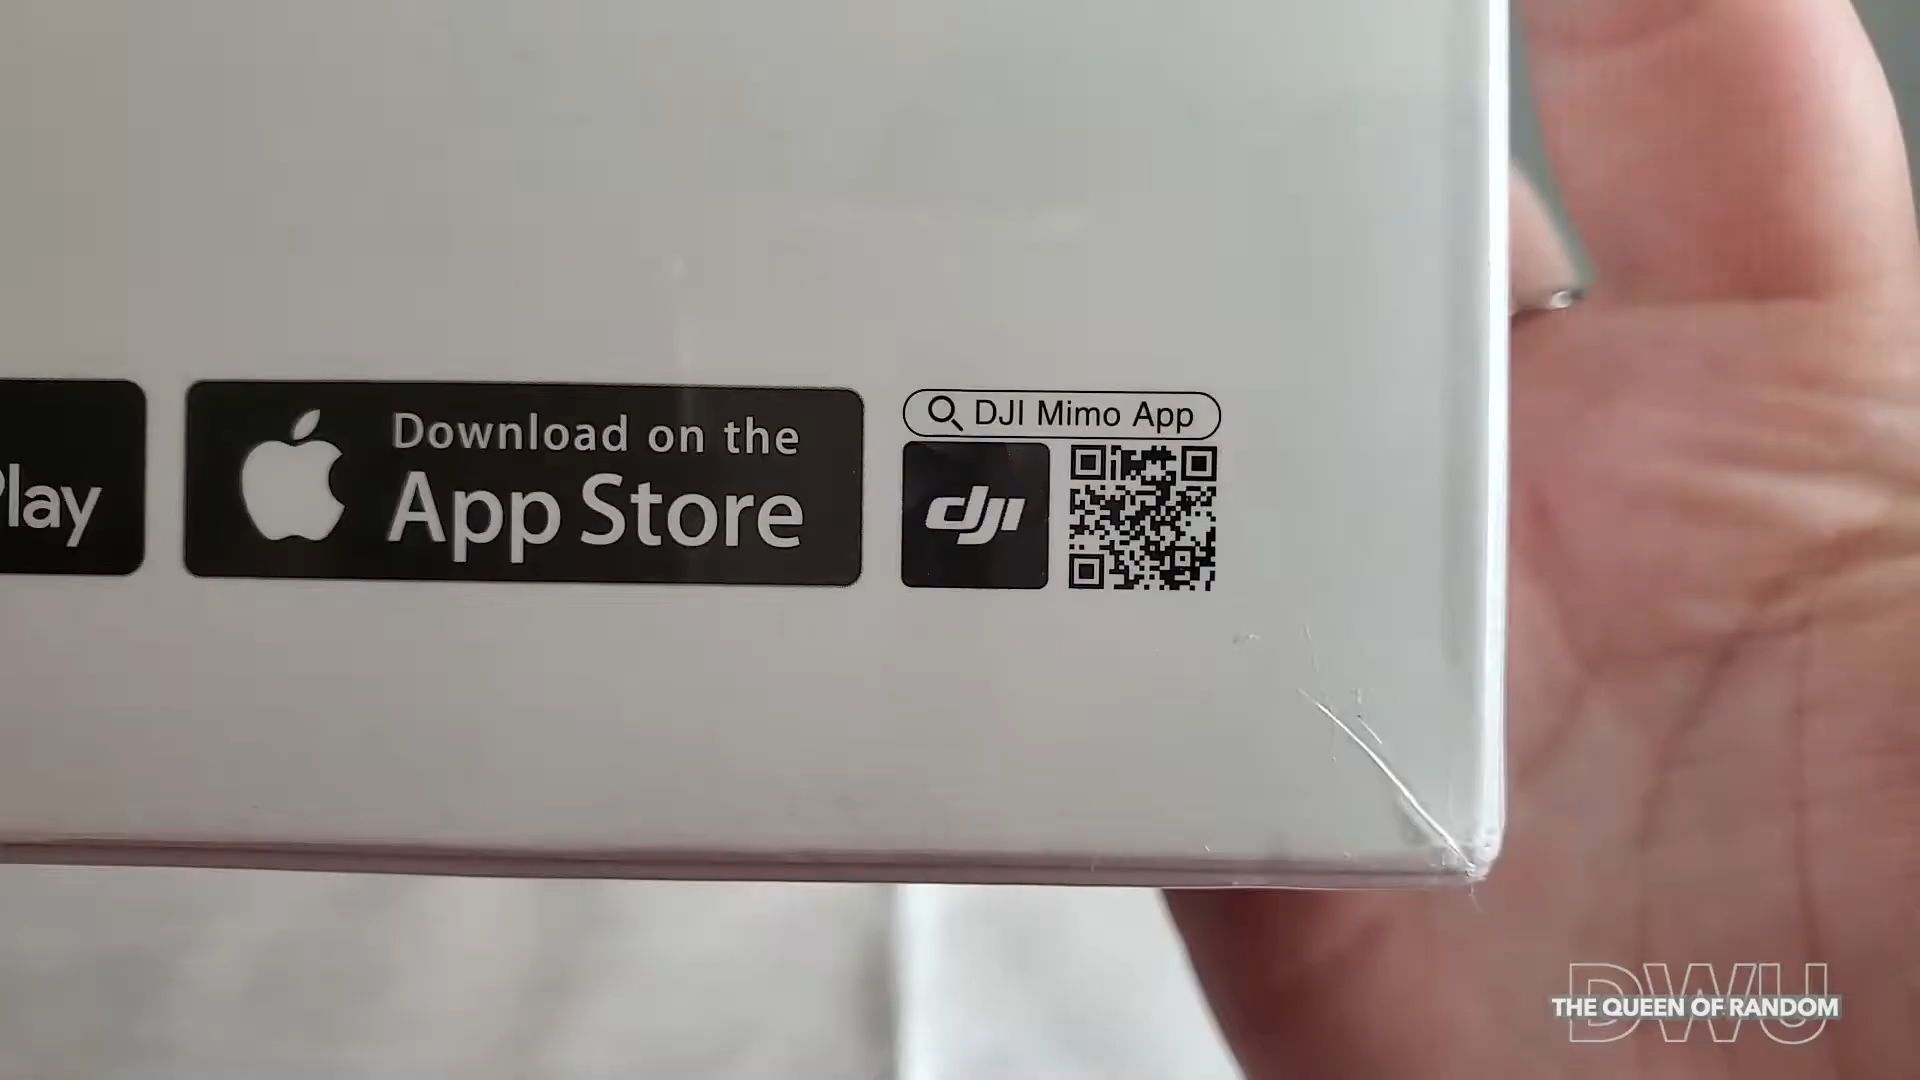 Play
Download on the
App Store
DJI Mimo App
dji
DWU
THE QUEEN OF RANDOM